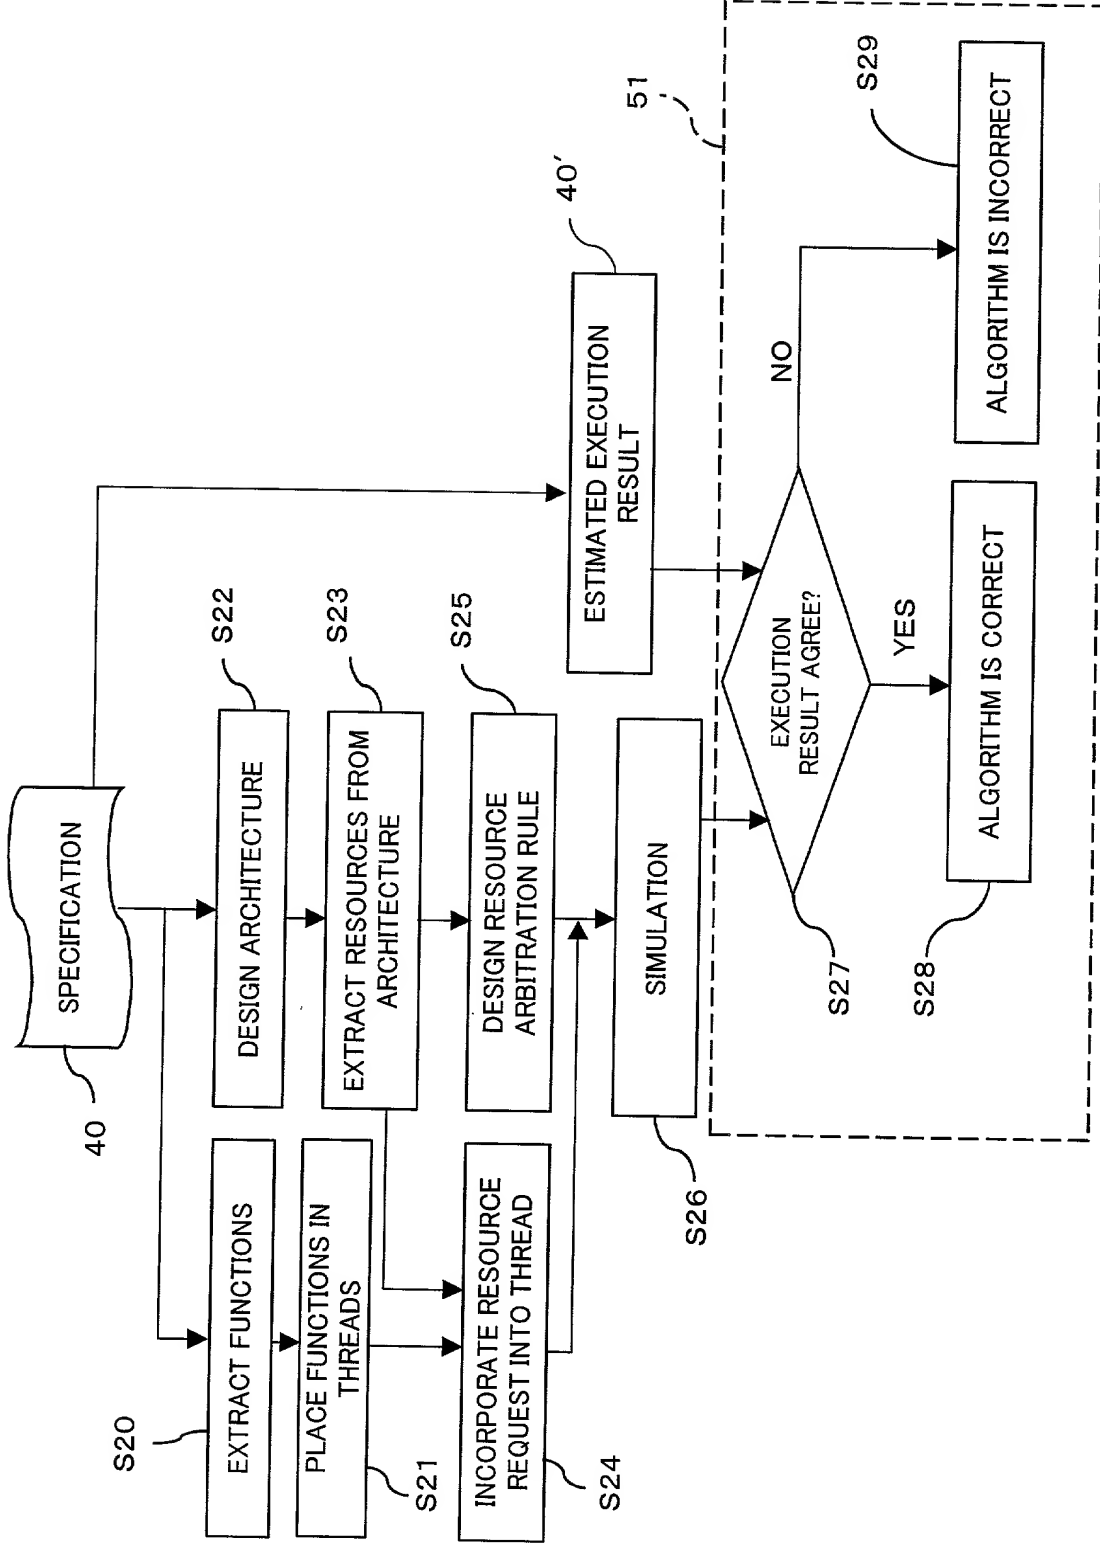 40
SPECIFICATION
S20
EXTRACT FUNCTIONS
S22
DESIGN ARCHITECTURE
S21
PLACE FUNCTIONS IN
THREADS
S23
EXTRACT RESOURCES FROM
ARCHITECTURE
S24
INCORPORATE RESOURCE
REQUEST INTO THREAD
S25
DESIGN RESOURCE
ARBITRATION RULE
40'
ESTIMATED EXECUTION
RESULT
S26
SIMULATION
51
S27
EXECUTION
RESULT AGREE?
NO
YES
S28
ALGORITHM IS CORRECT
S29
ALGORITHM IS INCORRECT